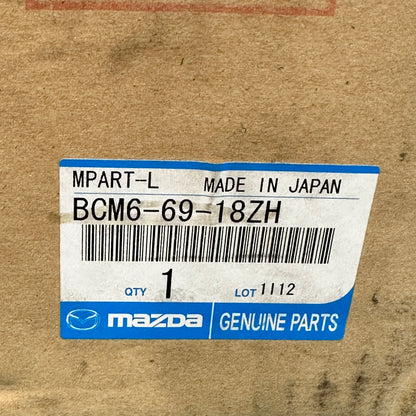 MPART-L MADE IN JAPAN
BCM6-69-18ZH
QTY 1 LOT 1112
mazda GENUINE PARTS